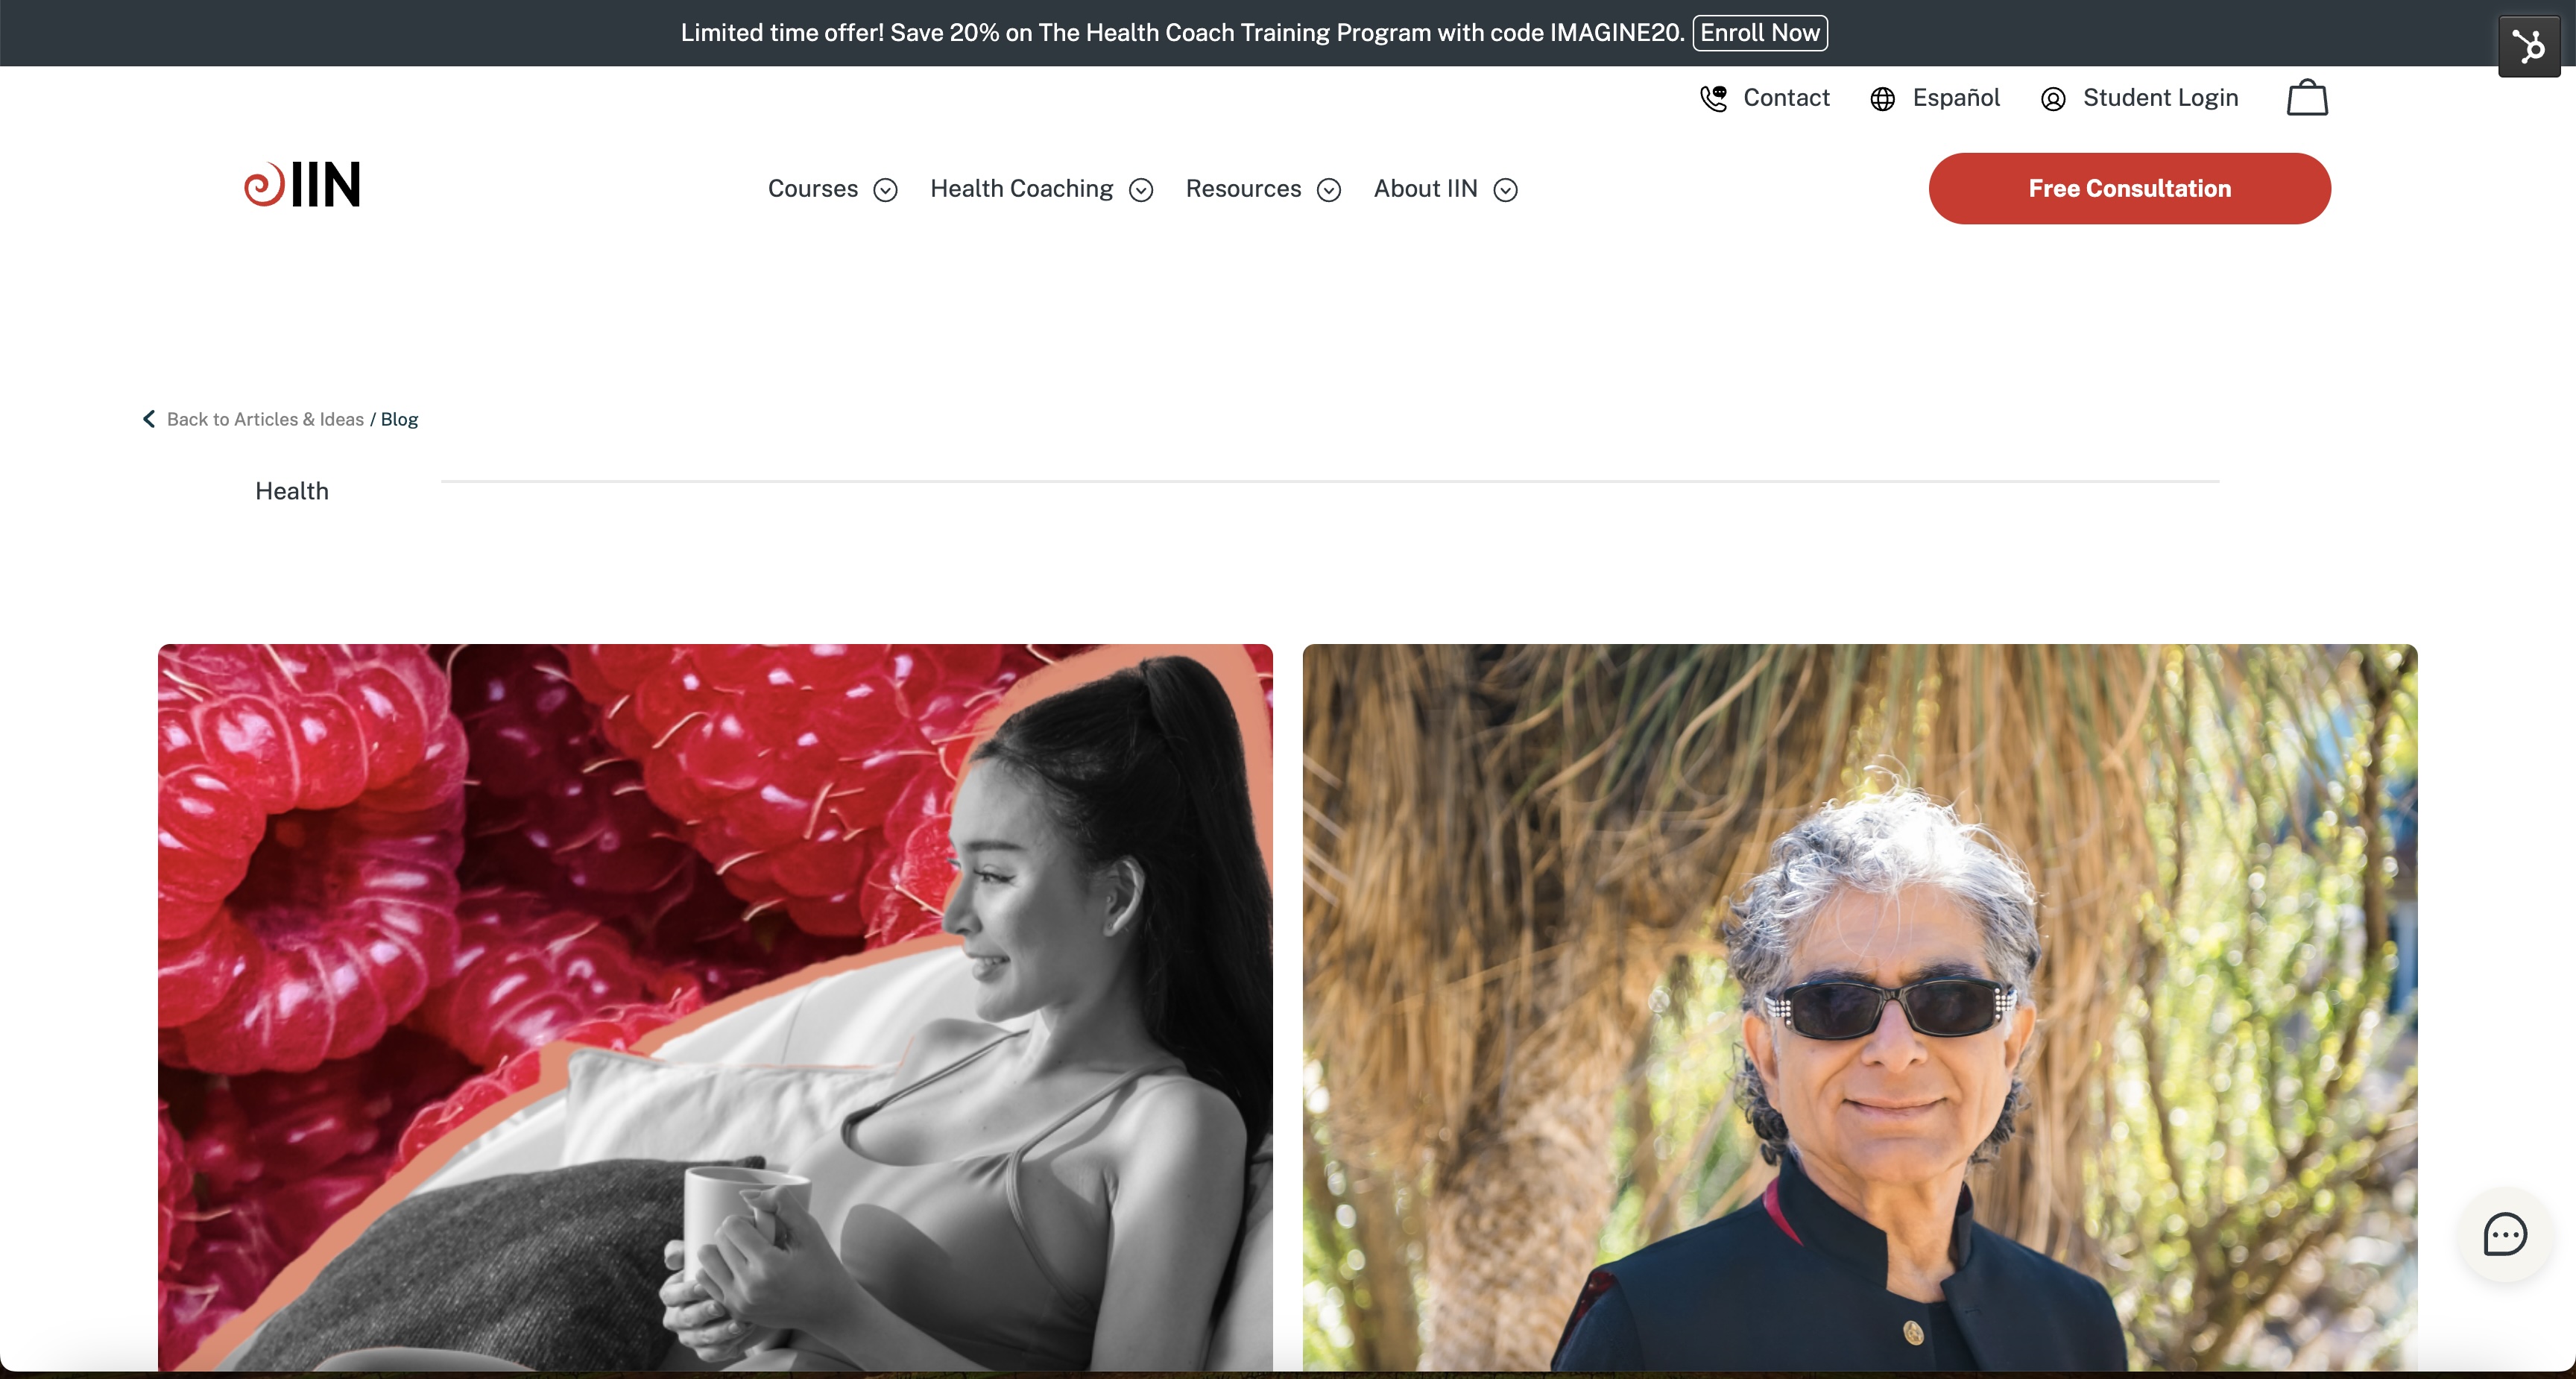 Limited time offer! Save 20% on The Health Coach Training Program with code IMAGINE20. Enroll Now
Contact Español Student Login
IIN
Courses Health Coaching Resources About IIN
Free Consultation
Back to Articles & Ideas / Blog
Health